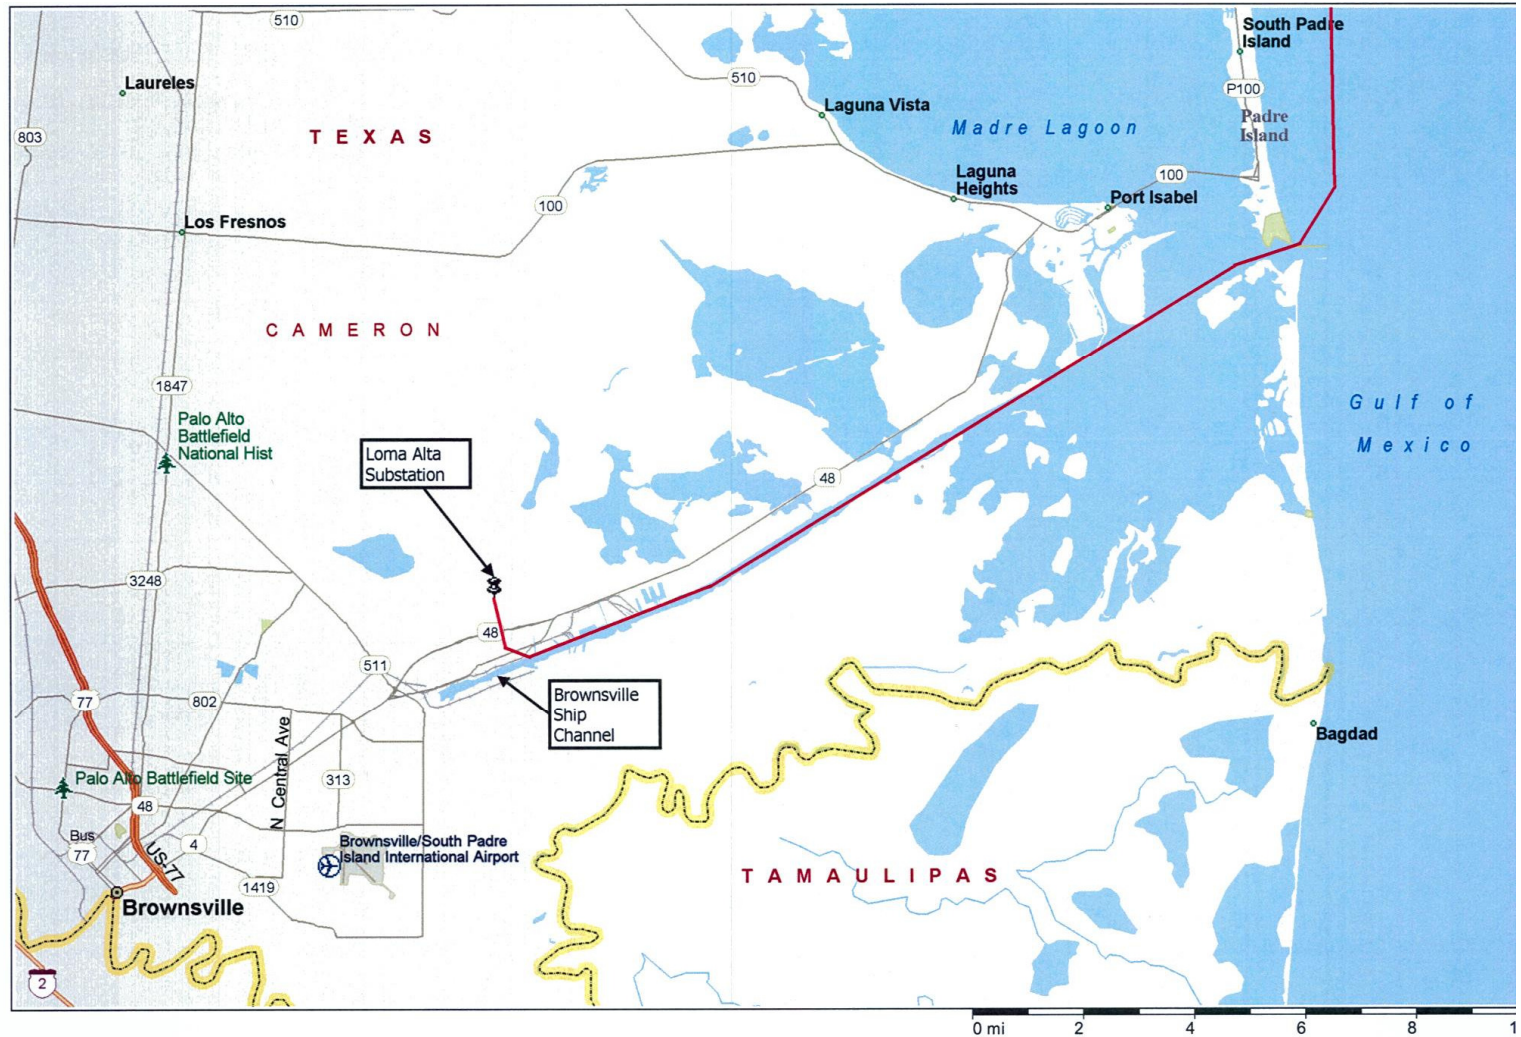 510
South Padre
Island
Laureles
510
P100
Laguna Vista
803
TEXAS
Madre Lagoon
Padre
Island
Laguna
Heights
100
Port Isabel
100
Los Fresnos
CAMERON
1847
Palo Alto
Battlefield
National Hist
Gulf of
Mexico
Loma Alta
Substation
48
3248
48
511
Brownsville
Ship
Channel
77
802
N Central Ave
Bagdad
Palo Alto Battlefield Site
313
48
Bus
77
4
US-77
Brownsville/South Padre
Island International Airport
1419
TAMAULIPAS
Brownsville
2
0 mi 2 4 6 8